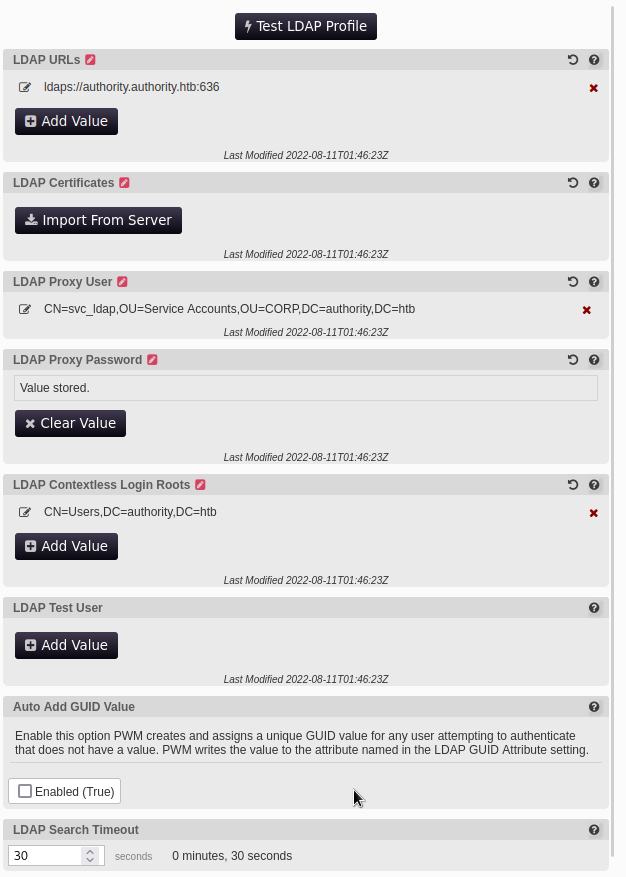 Test LDAP Profile
LDAP URLs
ldaps://authority.authority.htb:636
Add Value
Last Modified 2022-08-11T01:46:23Z
LDAP Certificates
Import From Server
Last Modified 2022-08-11T01:46:23Z
LDAP Proxy User
CN=svc_ldap,OU=Service Accounts,OU=CORP,DC=authority,DC=htb
Last Modified 2022-08-11T01:46:23Z
LDAP Proxy Password
Value stored.
Clear Value
Last Modified 2022-08-11T01:46:23Z
LDAP Contextless Login Roots
CN=Users,DC=authority,DC=htb
Add Value
Last Modified 2022-08-11T01:46:23Z
LDAP Test User
Add Value
Last Modified 2022-08-11T01:46:23Z
Auto Add GUID Value
Enable this option PWM creates and assigns a unique GUID value for any user attempting to authenticate
that does not have a value. PWM writes the value to the attribute named in the LDAP GUID Attribute setting.
Enabled (True)
LDAP Search Timeout
30 seconds 0 minutes, 30 seconds